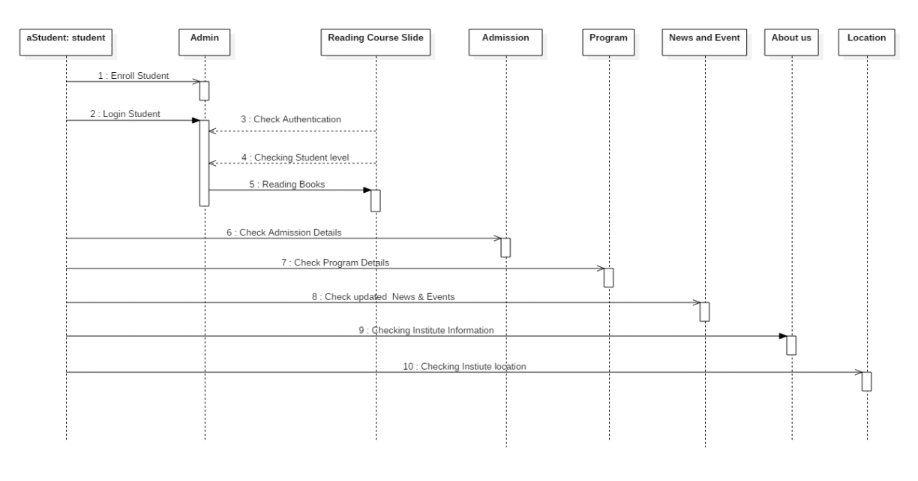 aStudent: student
Admin
Reading Course Slide
Admission
Program
News and Event
About us
Location
1 : Enroll Student
2 : Login Student
3 : Check Authentication
4 : Checking Student level
5 : Reading Books
6 : Check Admission Details
7 : Check Program Details
8 : Check updated  News & Events
9 : Checking Institute Information
10 : Checking Instiute location